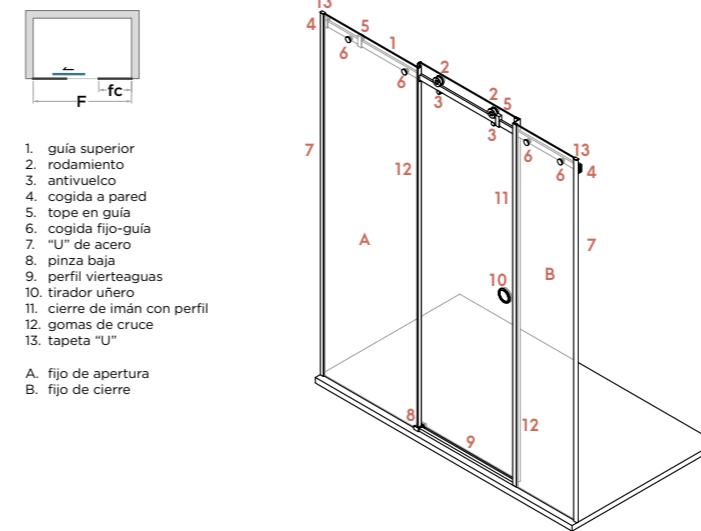 fc
F
1. guía superior
2. rodamiento
3. antivuelco
4. cogida a pared
5. tope en guía
6. cogida fijo-guía
7. “U” de acero
8. pinza baja
9. perfil vierteaguas
10. tirador uñero
11. cierre de imán con perfil
12. gomas de cruce
13. tapeta “U”
A. fijo de apertura
B. fijo de cierre
13
4
5
1
6
2
6
3
2
5
3
13
6
6
4
7
12
11
7
A
B
10
8
12
9